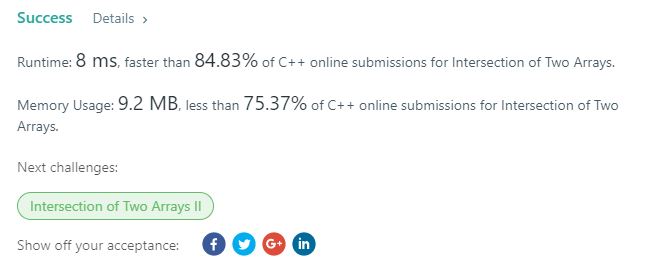 Success Details ›
Runtime: 8 ms, faster than 84.83% of C++ online submissions for Intersection of Two Arrays.
Memory Usage: 9.2 MB, less than 75.37% of C++ online submissions for Intersection of Two
Arrays.
Next challenges:
Intersection of Two Arrays II
Show off your acceptance: f G+ in